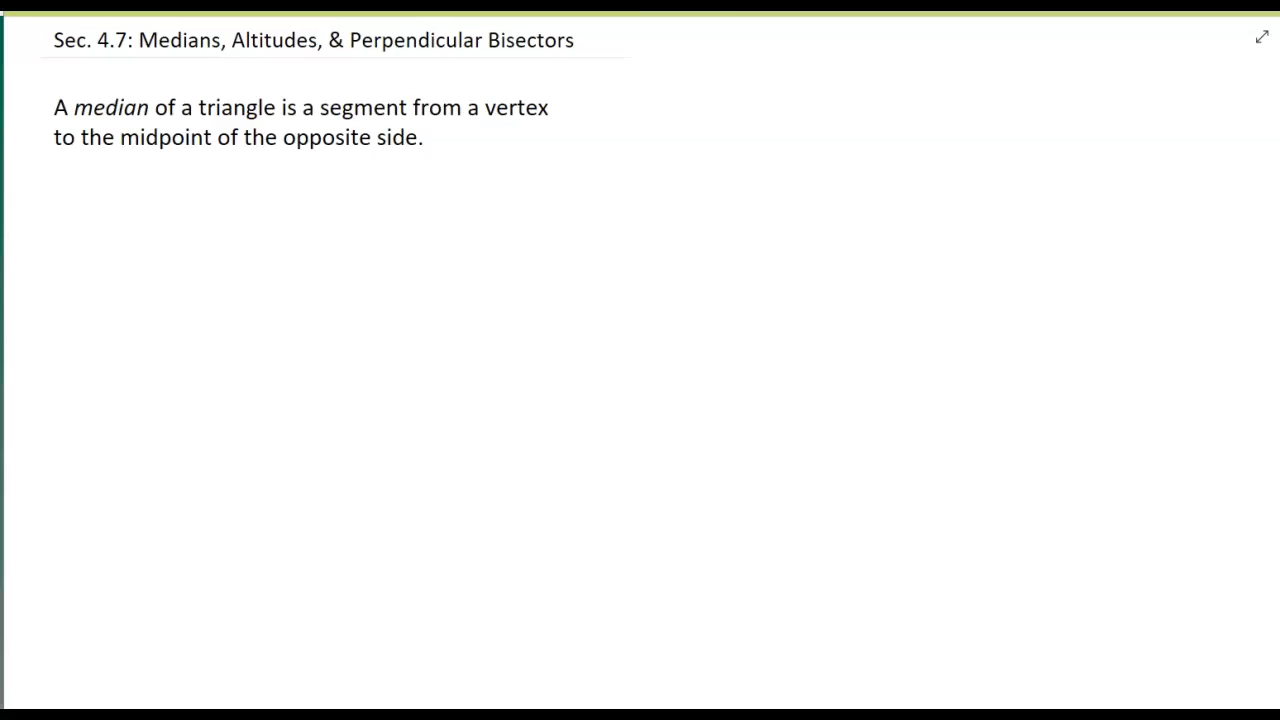 Sec. 4.7: Medians, Altitudes, & Perpendicular Bisectors
A median of a triangle is a segment from a vertex
to the midpoint of the opposite side.